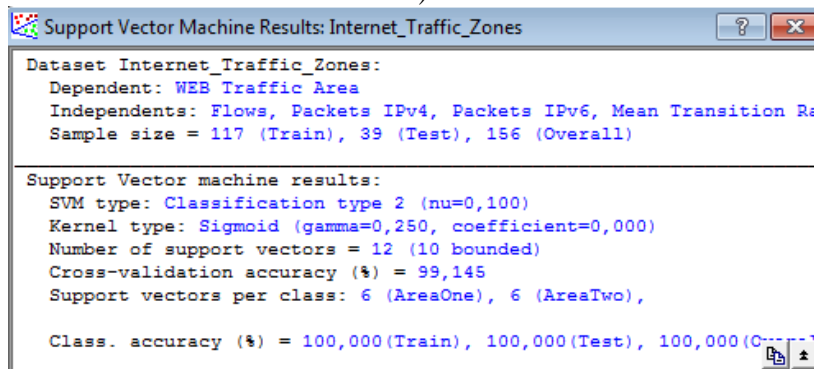 )
Support Vector Machine Results: Internet_Traffic_Zones
Dataset Internet_Traffic_Zones:
Dependent: WEB Traffic Area
Independents: Flows, Packets IPv4, Packets IPv6, Mean Transition Ra
Sample size = 117 (Train), 39 (Test), 156 (Overall)
Support Vector machine results:
SVM type: Classification type 2 (nu=0,100)
Kernel type: Sigmoid (gamma=0,250, coefficient=0,000)
Number of support vectors = 12 (10 bounded)
Cross-validation accuracy (%) = 99,145
Support vectors per class: 6 (AreaOne), 6 (AreaTwo),
Class. accuracy (%) = 100,000(Train), 100,000(Test), 100,000(